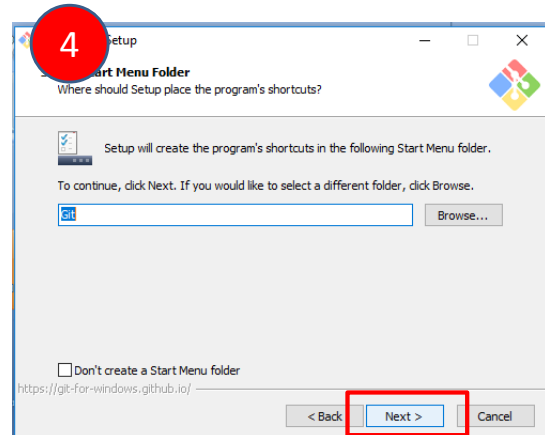 4
Setup
art Menu Folder
Where should Setup place the program's shortcuts?
Setup will create the program's shortcuts in the following Start Menu folder.
To continue, click Next. If you would like to select a different folder, click Browse.
Git
Browse...
Don't create a Start Menu folder
https://git-for-windows.github.io/
< Back
Next >
Cancel